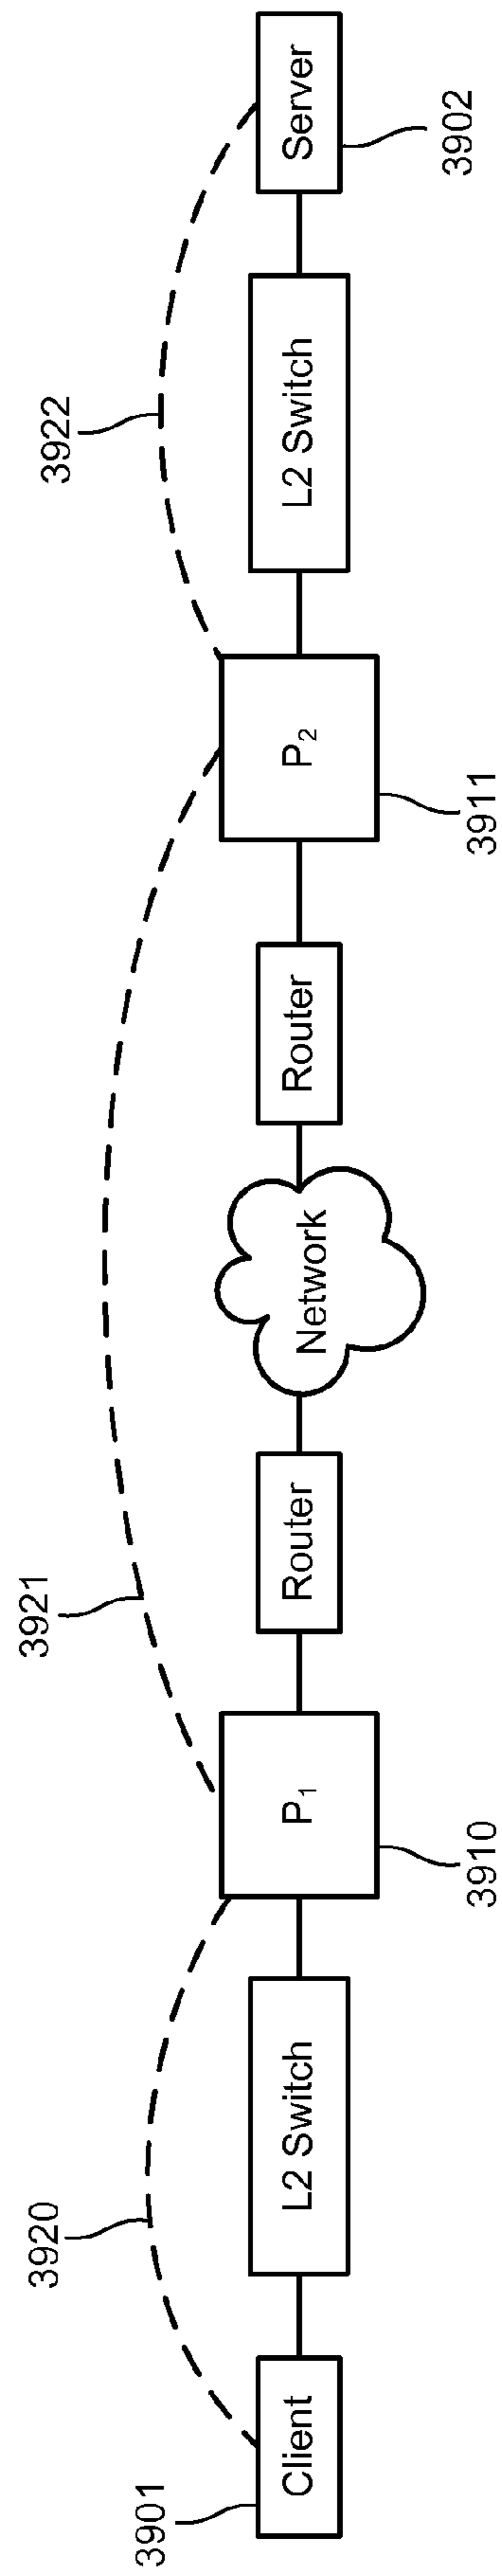 3920
3921
3922
Client
L2 Switch
P₁
Router
Network
Router
P₂
L2 Switch
Server
3901
3910
3911
3902